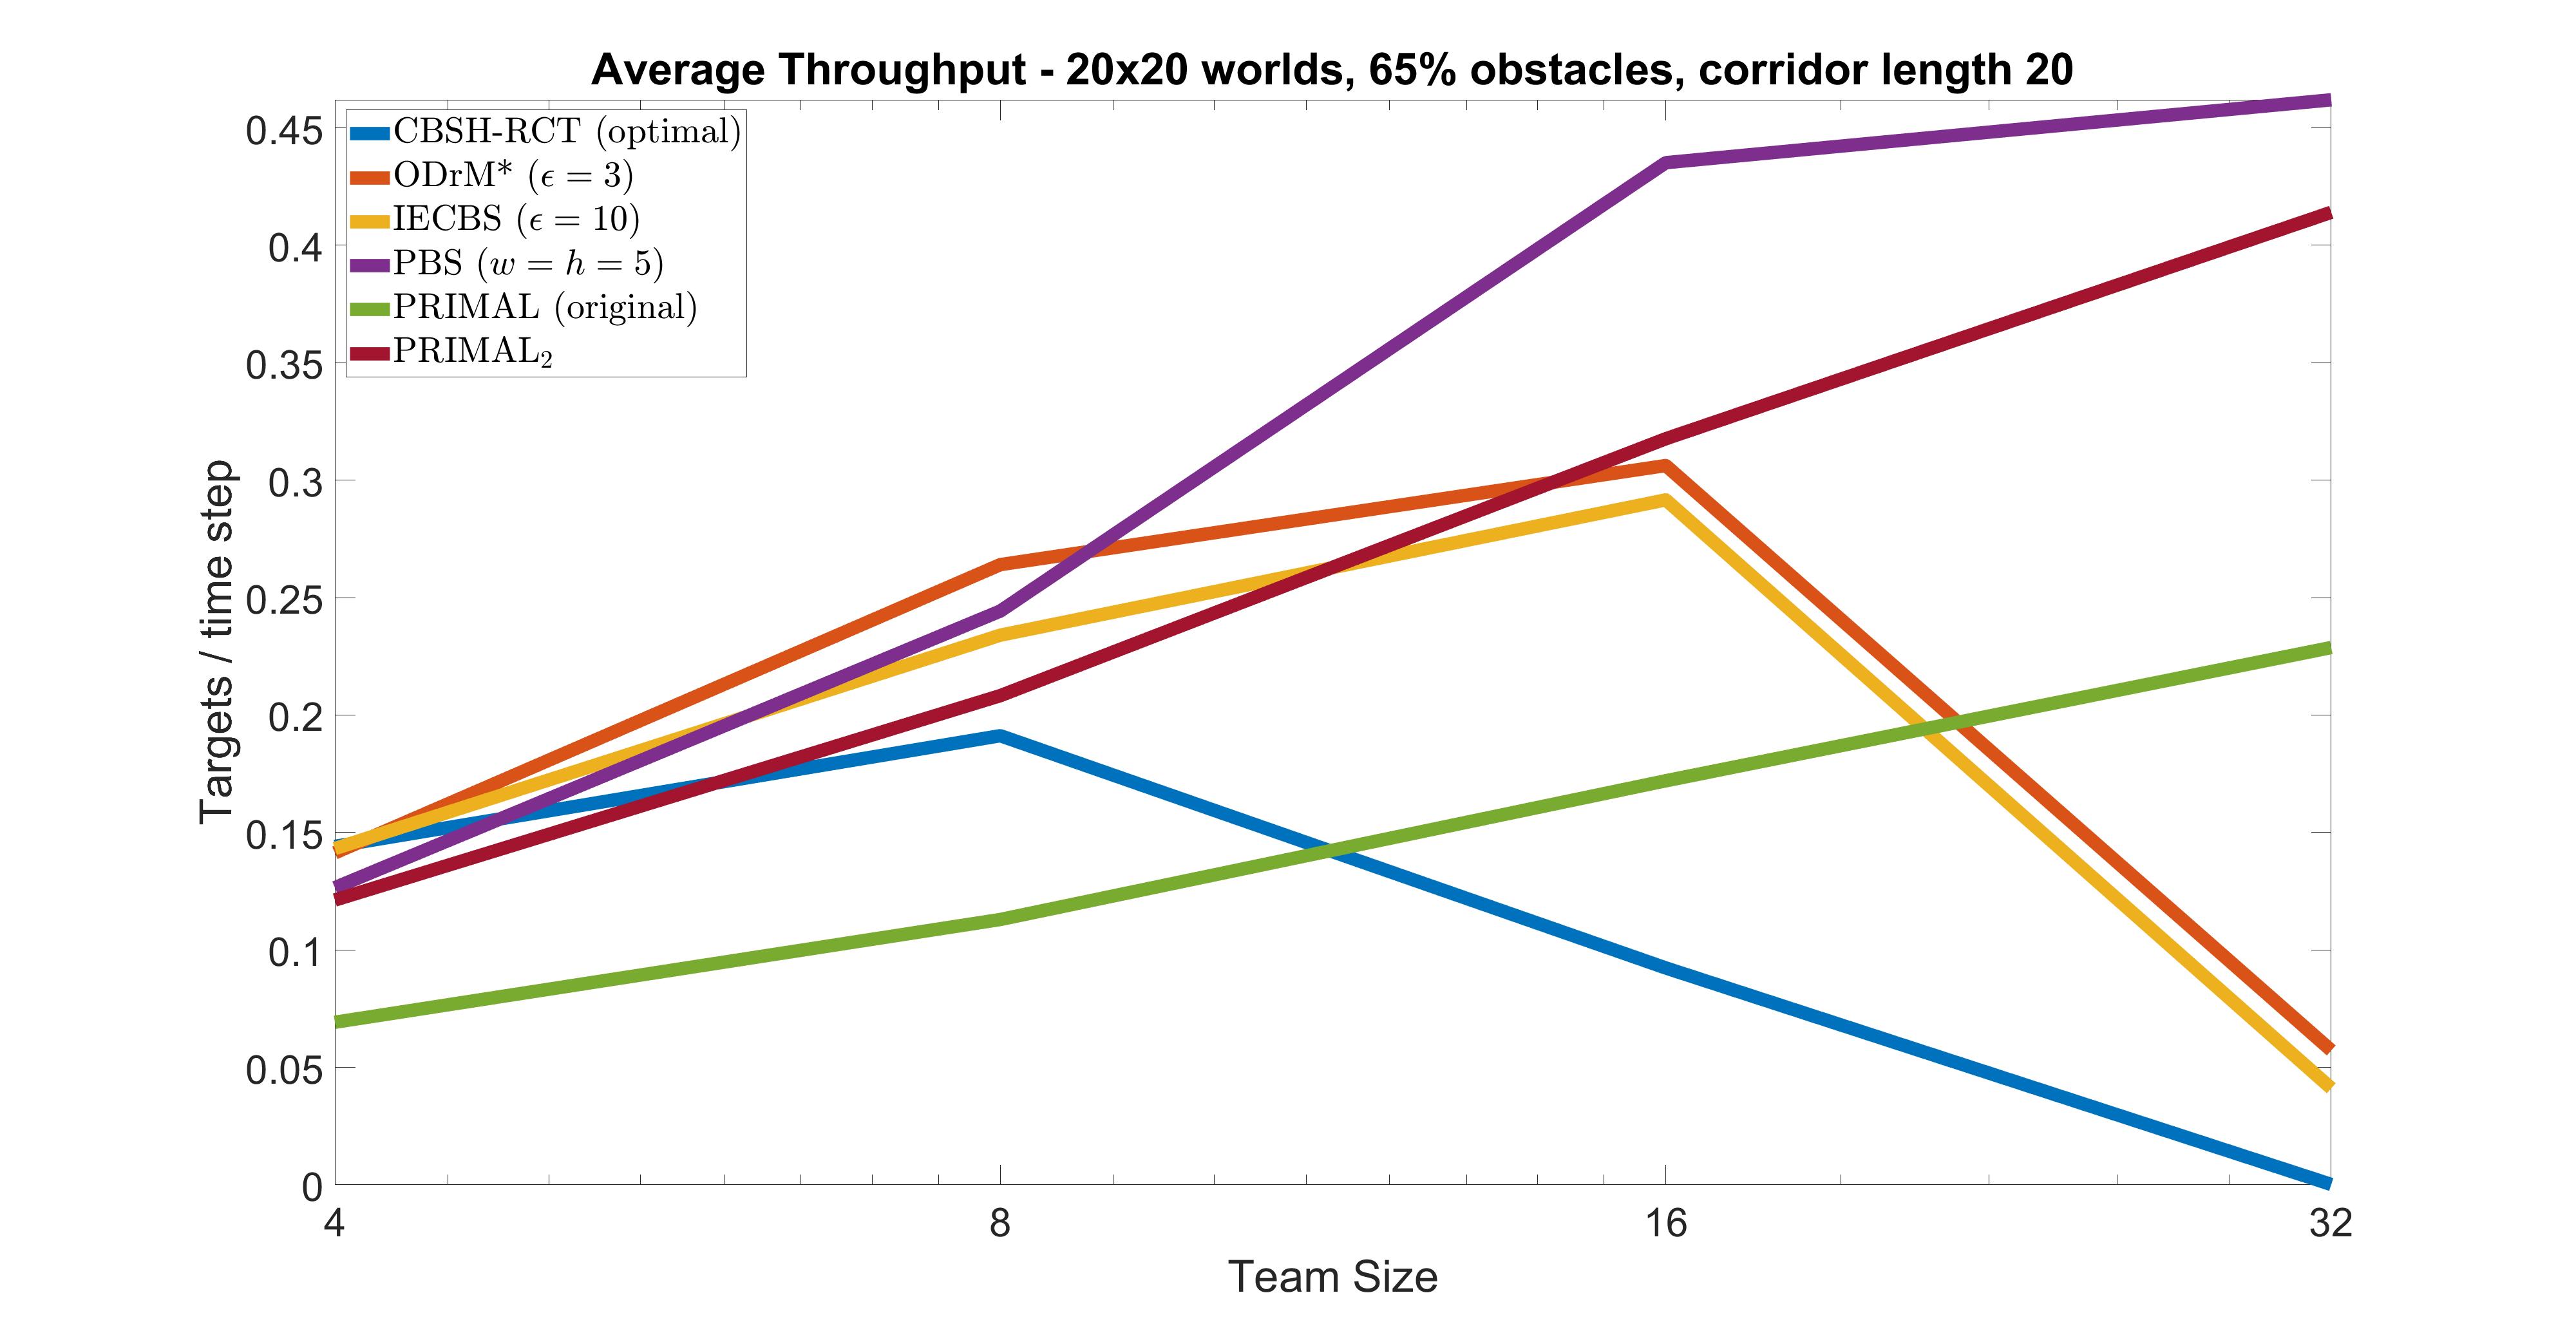 Average Throughput - 20x20 worlds, 65% obstacles, corridor length 20
CBSH-RCT (optimal)
ODrM* (ϵ = 3)
IECBS (ϵ = 10)
PBS (w = h = 5)
PRIMAL (original)
PRIMAL₂
Targets / time step
0.45
0.4
0.35
0.3
0.25
0.2
0.15
0.1
0.05
0
4 8 16 32
Team Size